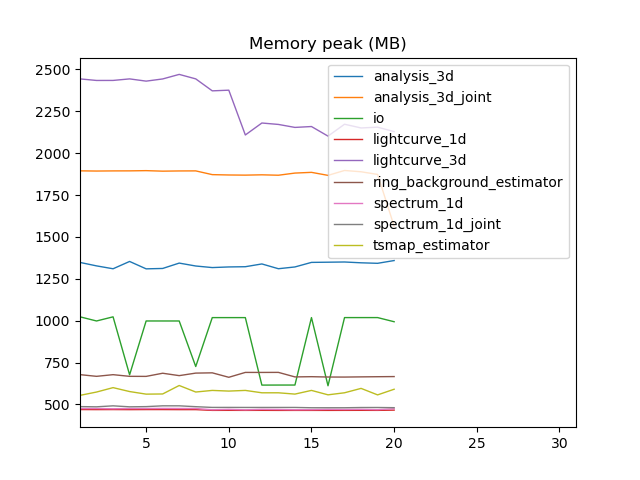 Memory peak (MB)
2500
2250
2000
1750
1500
1250
1000
750
500
5
10
15
20
25
30
analysis_3d
analysis_3d_joint
io
lightcurve_1d
lightcurve_3d
ring_background_estimator
spectrum_1d
spectrum_1d_joint
tsmap_estimator